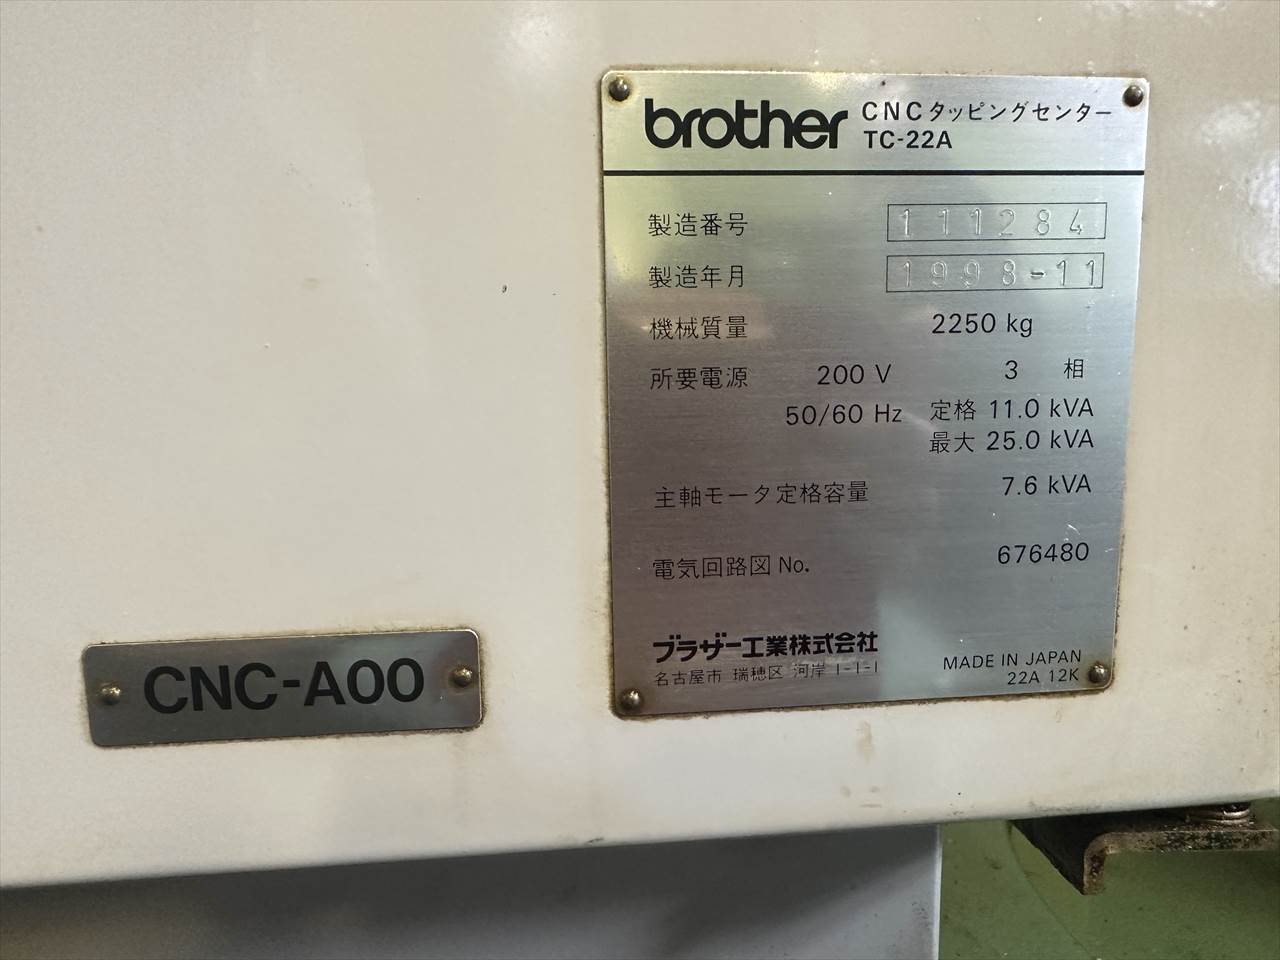 brother CNCタッピングセンター
TC-22A
製造番号 111284
製造年月 1998-11
機械質量 2250 kg
所要電源 200 V 3 相
50/60 Hz 定格 11.0 kVA
最大 25.0 kVA
主軸モータ定格容量 7.6 kVA
電気回路図 No. 676480
ブラザー工業株式会社
名古屋市 瑞穂区 河岸 1-1-1
MADE IN JAPAN
22A 12K
CNC-A00